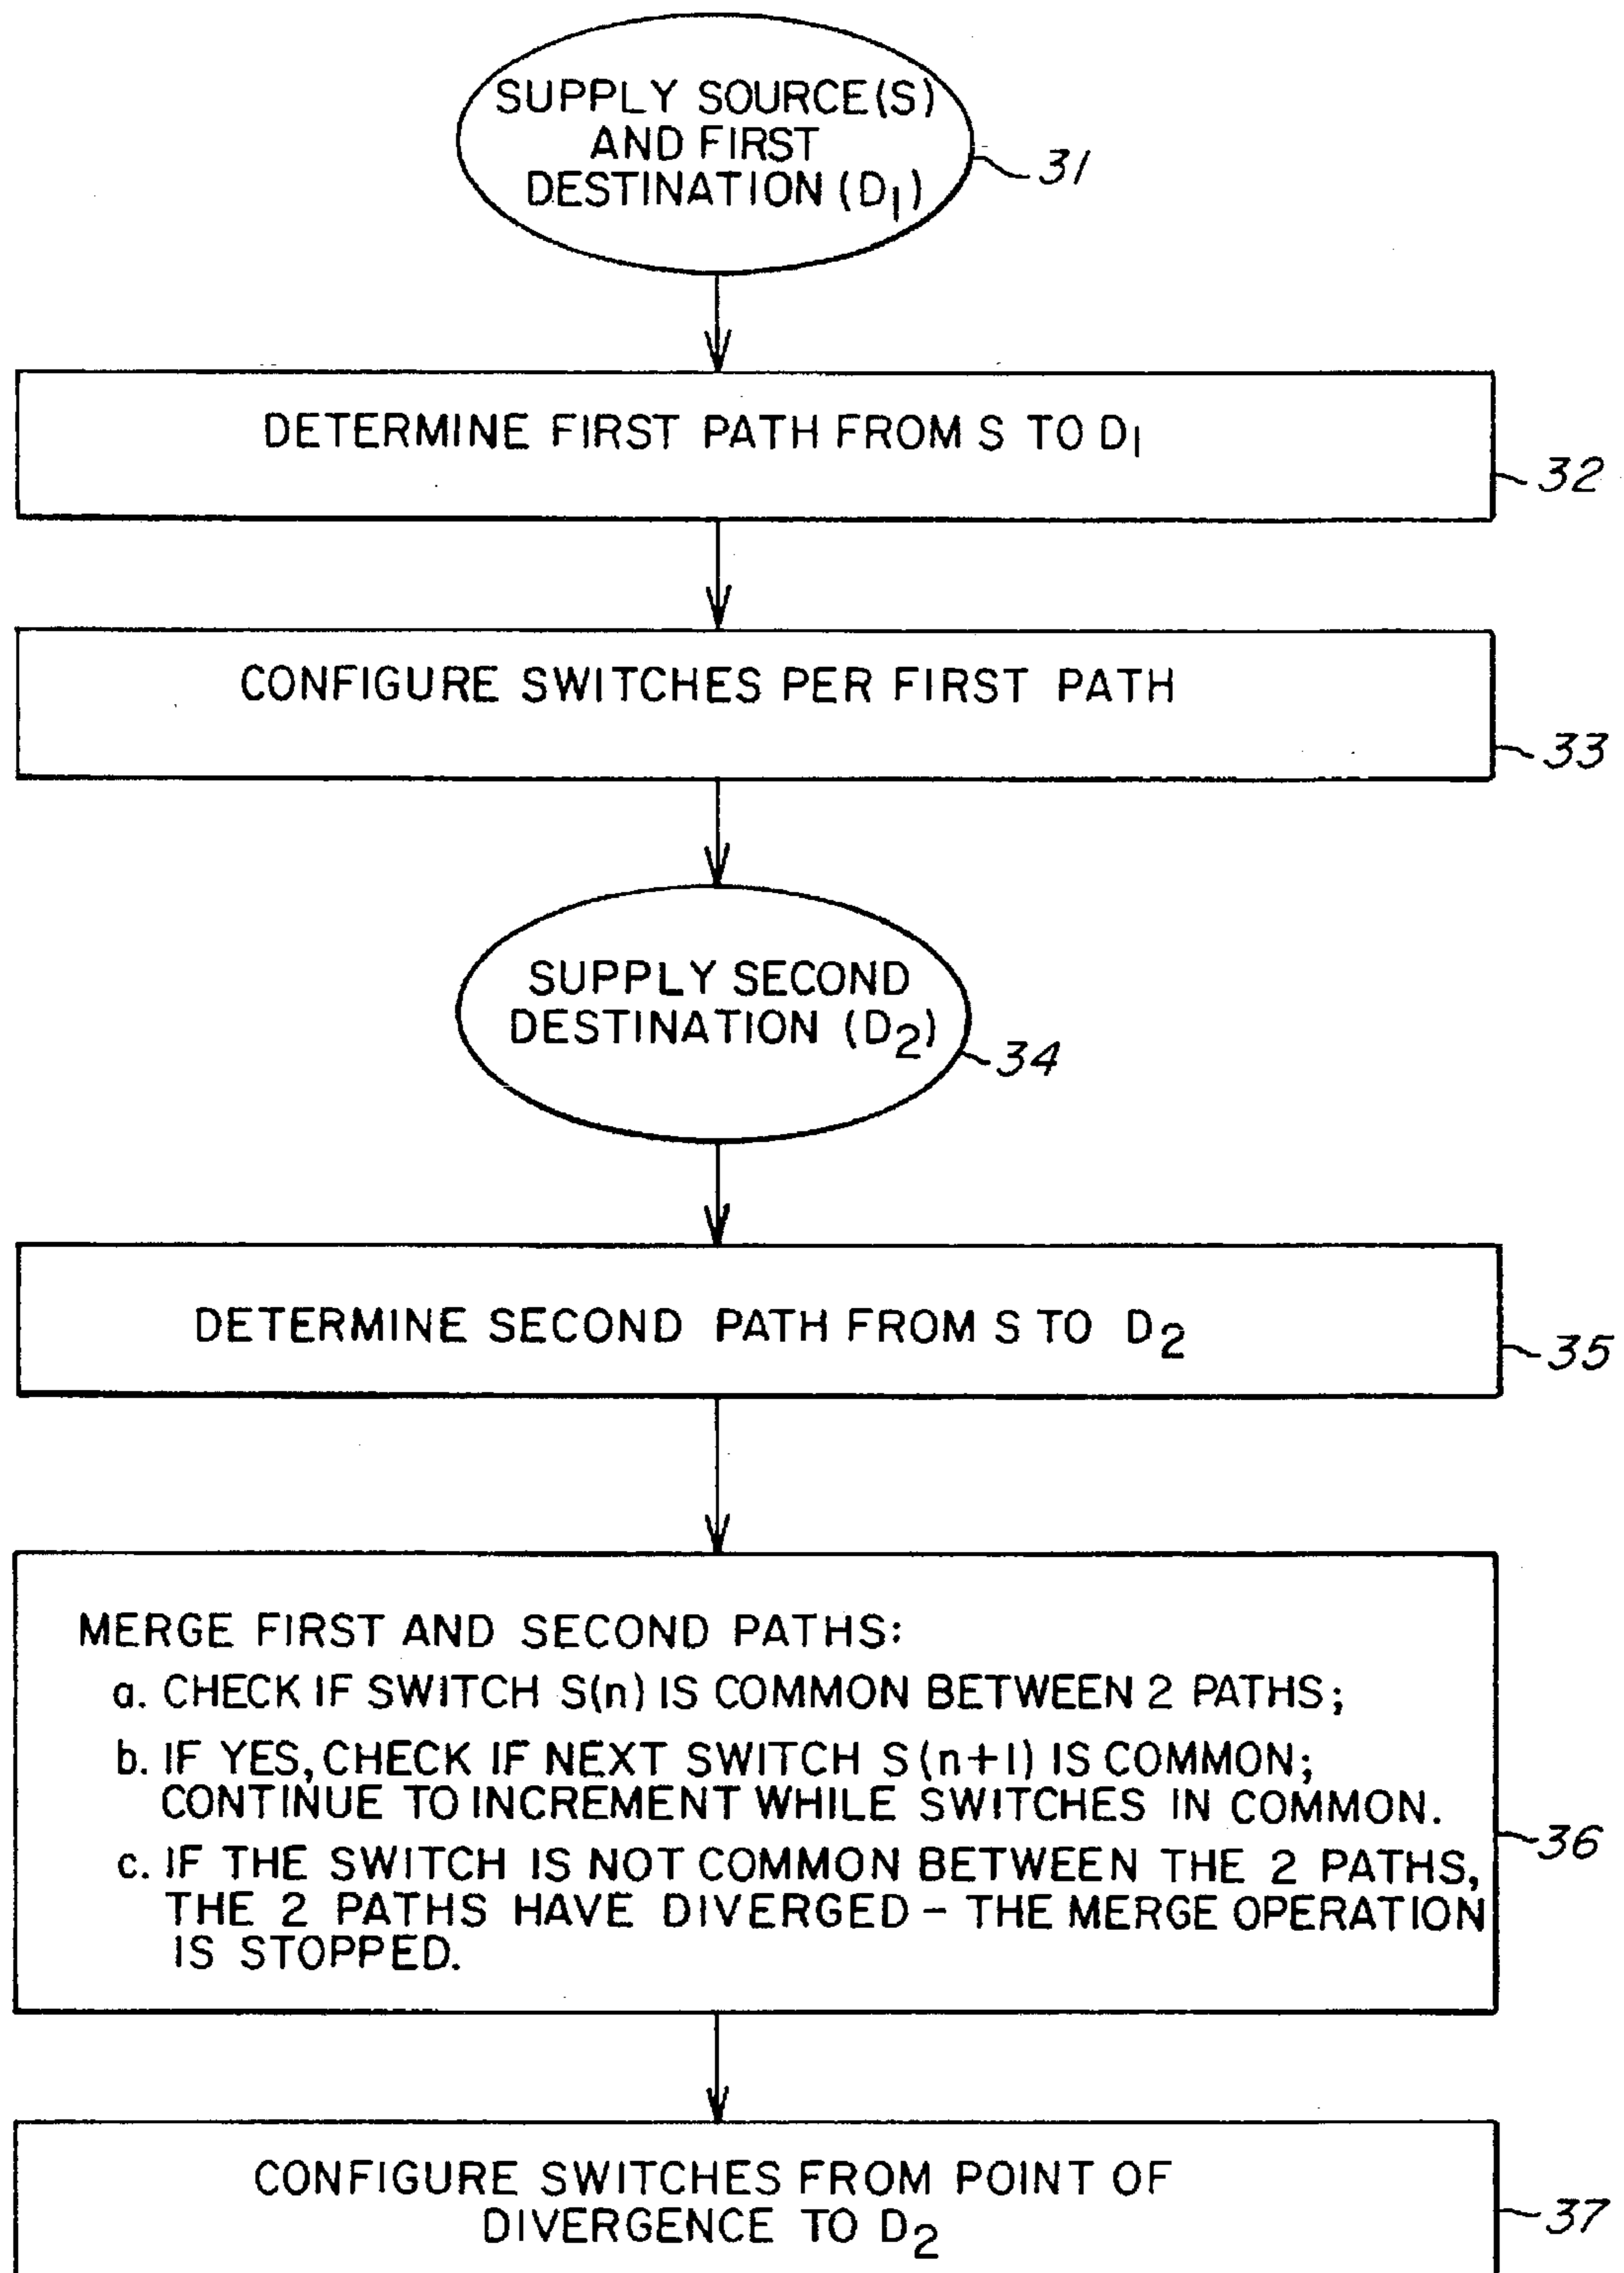 SUPPLY SOURCE(S)
AND FIRST
DESTINATION (D1)
31
DETERMINE FIRST PATH FROM S TO D1
32
CONFIGURE SWITCHES PER FIRST PATH
33
SUPPLY SECOND
DESTINATION (D2)
34
DETERMINE SECOND PATH FROM S TO D2
35
MERGE FIRST AND SECOND PATHS:
a. CHECK IF SWITCH S(n) IS COMMON BETWEEN 2 PATHS;
b. IF YES, CHECK IF NEXT SWITCH S(n+1) IS COMMON;
CONTINUE TO INCREMENT WHILE SWITCHES IN COMMON.
c. IF THE SWITCH IS NOT COMMON BETWEEN THE 2 PATHS,
THE 2 PATHS HAVE DIVERGED – THE MERGE OPERATION
IS STOPPED.
36
CONFIGURE SWITCHES FROM POINT OF
DIVERGENCE TO D2
37